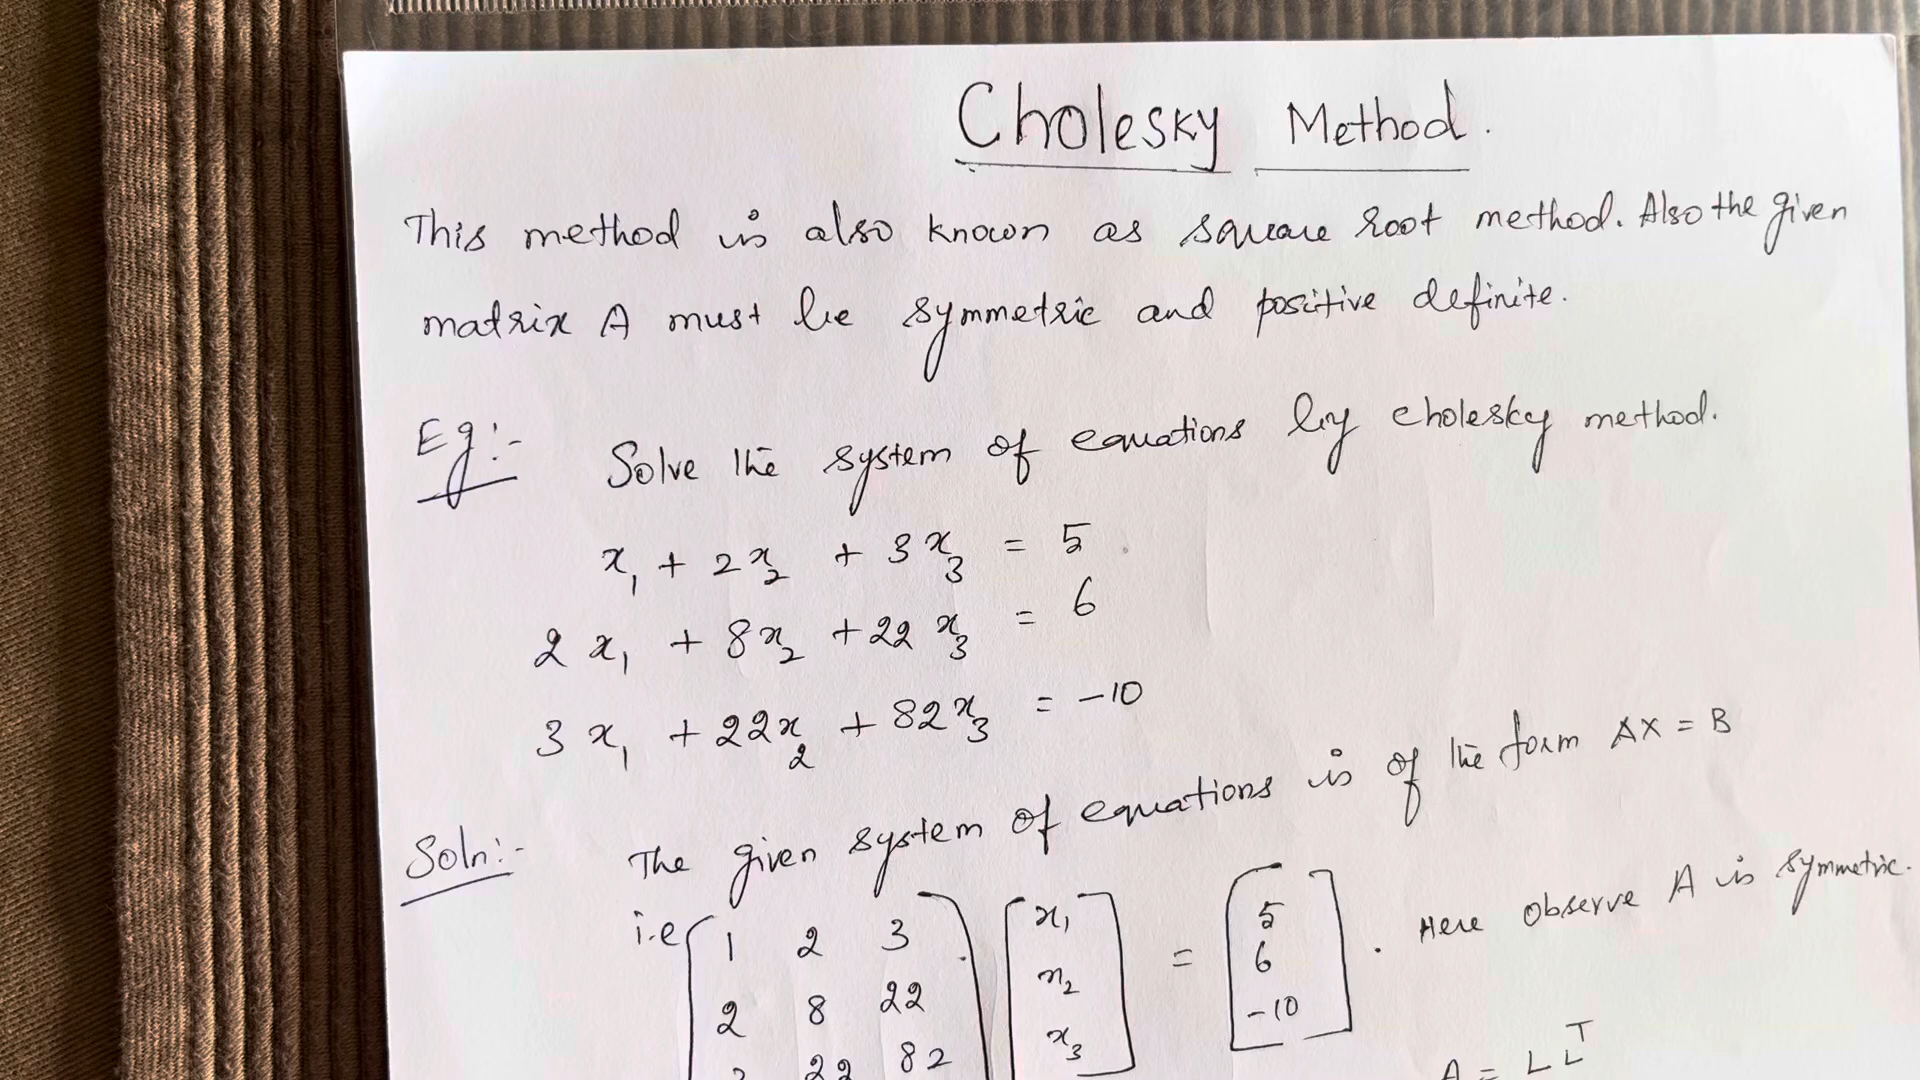 Cholesky Method.
This method is also known as square root method. Also the given
matrix A must be symmetric and positive definite.
Eg:- Solve the system of equations by cholesky method.
x₁ + 2x₂ + 3x₃ = 5
2x₁ + 8x₂ + 22x₃ = 6
3x₁ + 22x₂ + 82x₃ = -10
Soln:- The given system of equations is of the form AX = B
i.e [1 2 3] [x₁] = [5] . Here observe A is symmetric.
[2 8 22] [x₂] [6]
[22 82] [x₃] [-10]
A = LLᵀ